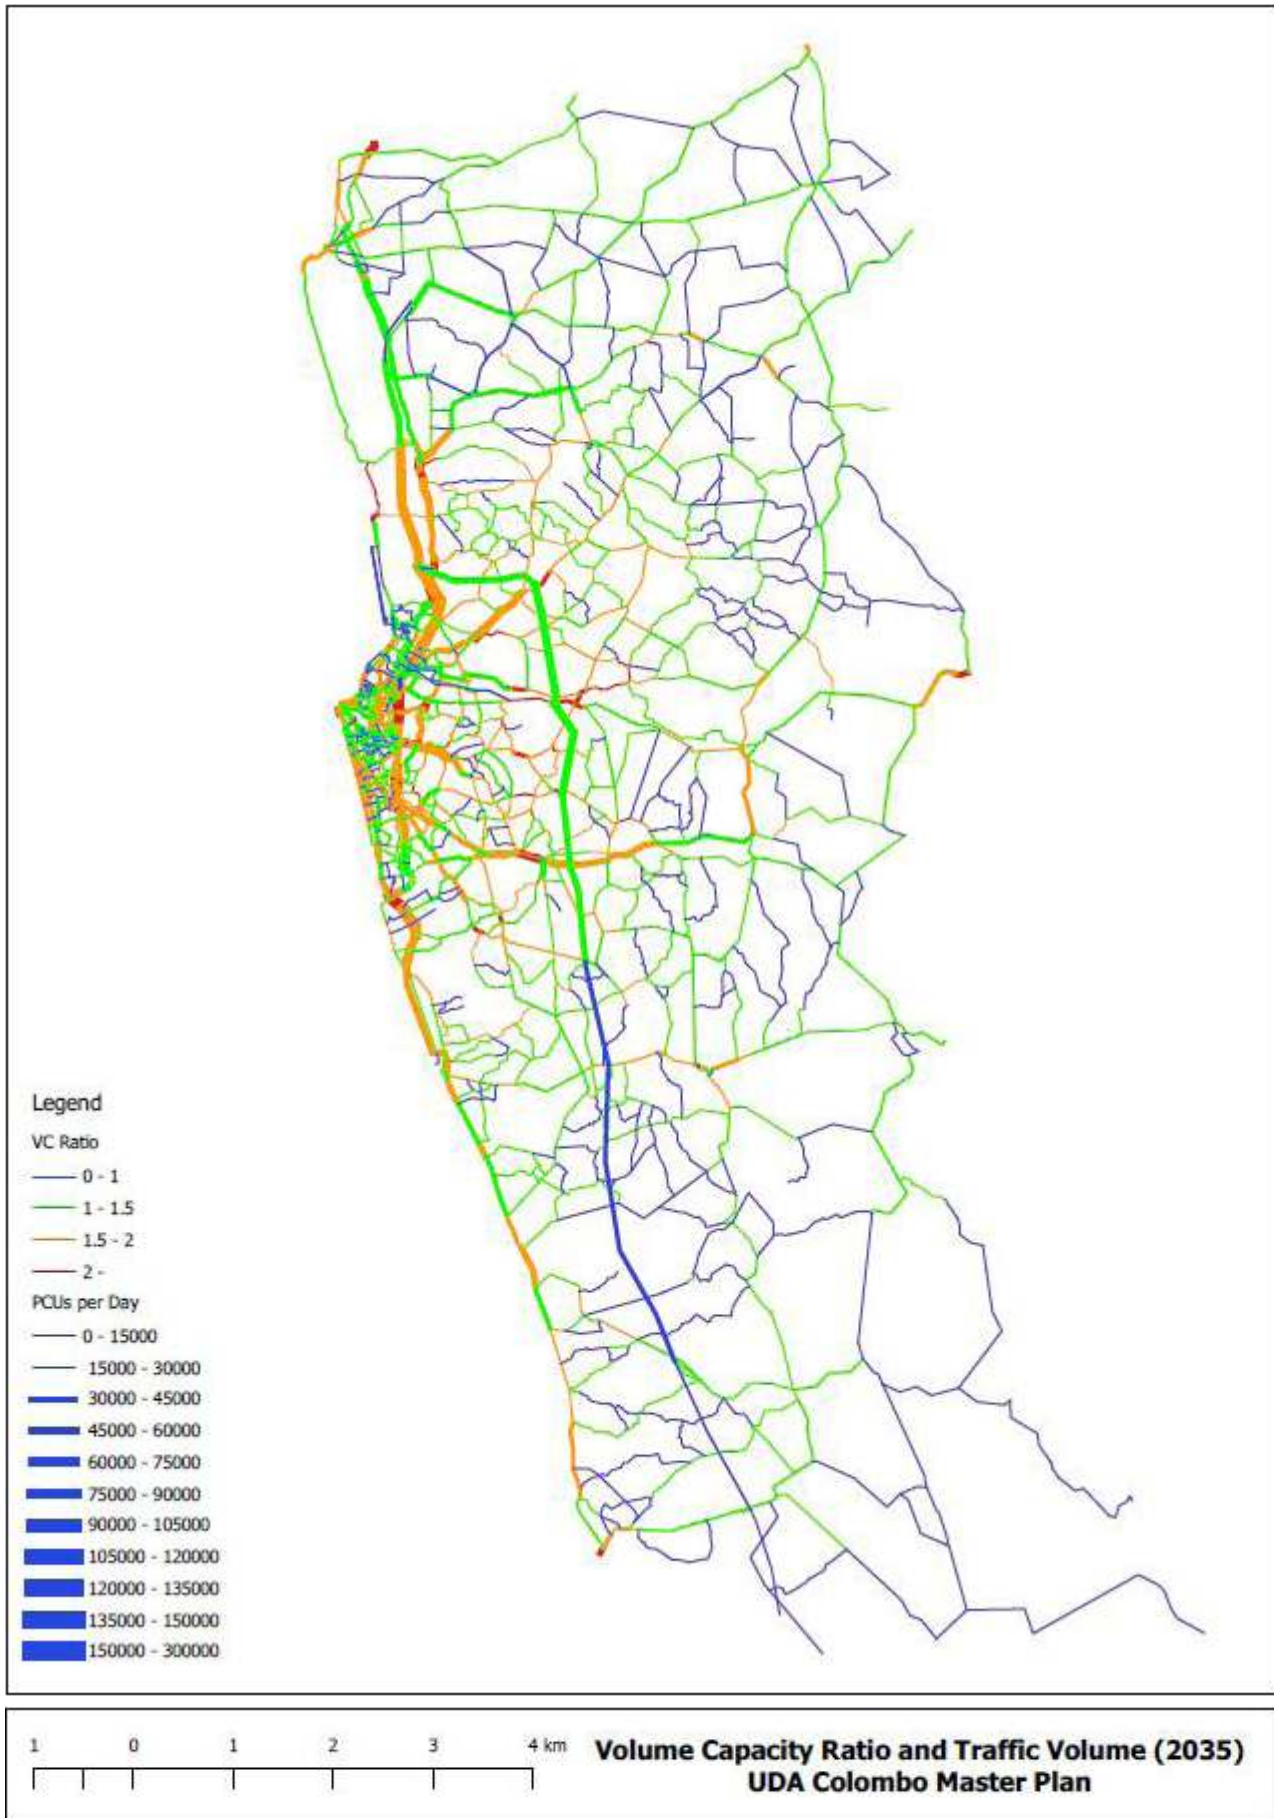 Legend
VC Ratio
0 - 1
1 - 1.5
1.5 - 2
2 -
PCUs per Day
0 - 15000
15000 - 30000
30000 - 45000
45000 - 60000
60000 - 75000
75000 - 90000
90000 - 105000
105000 - 120000
120000 - 135000
135000 - 150000
150000 - 300000
1 0 1 2 3 4 km
Volume Capacity Ratio and Traffic Volume (2035)
UDA Colombo Master Plan